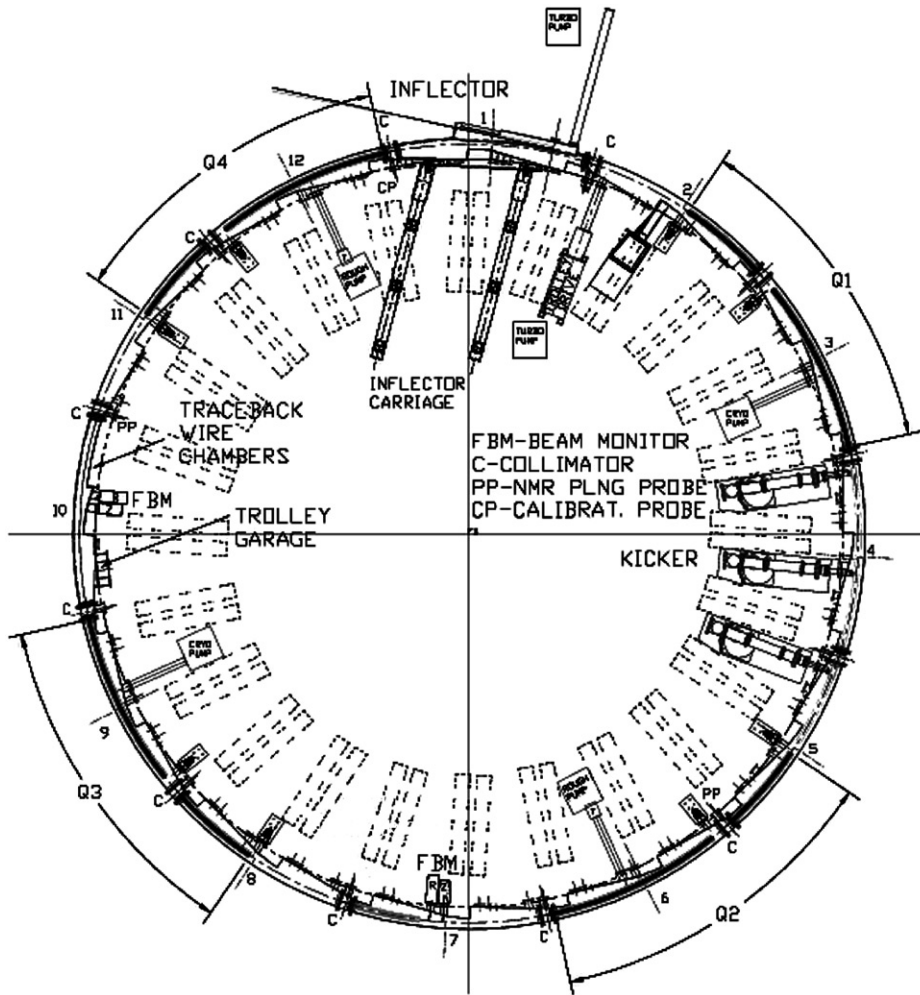 TURBO
PUMP
INFLECTOR
C
1
C
Q4
12
2
CP
C
ROUGH
PUMP
Q1
11
TURBO
PUMP
3
INFLECTOR
CARRIAGE
CRYO
PUMP
C
PP
TRACEBACK
WIRE
CHAMBERS
FBM-BEAM MONITOR
C-COLLIMATOR
PP-NMR PLNG PROBE
CP-CALIBRAT. PROBE
FBM
10
TROLLEY
GARAGE
KICKER
4
C
CRYO
PUMP
9
5
Q3
C
ROUGH
PUMP
PP
C
FBM
R Z
8
6
Q2
C
7
C